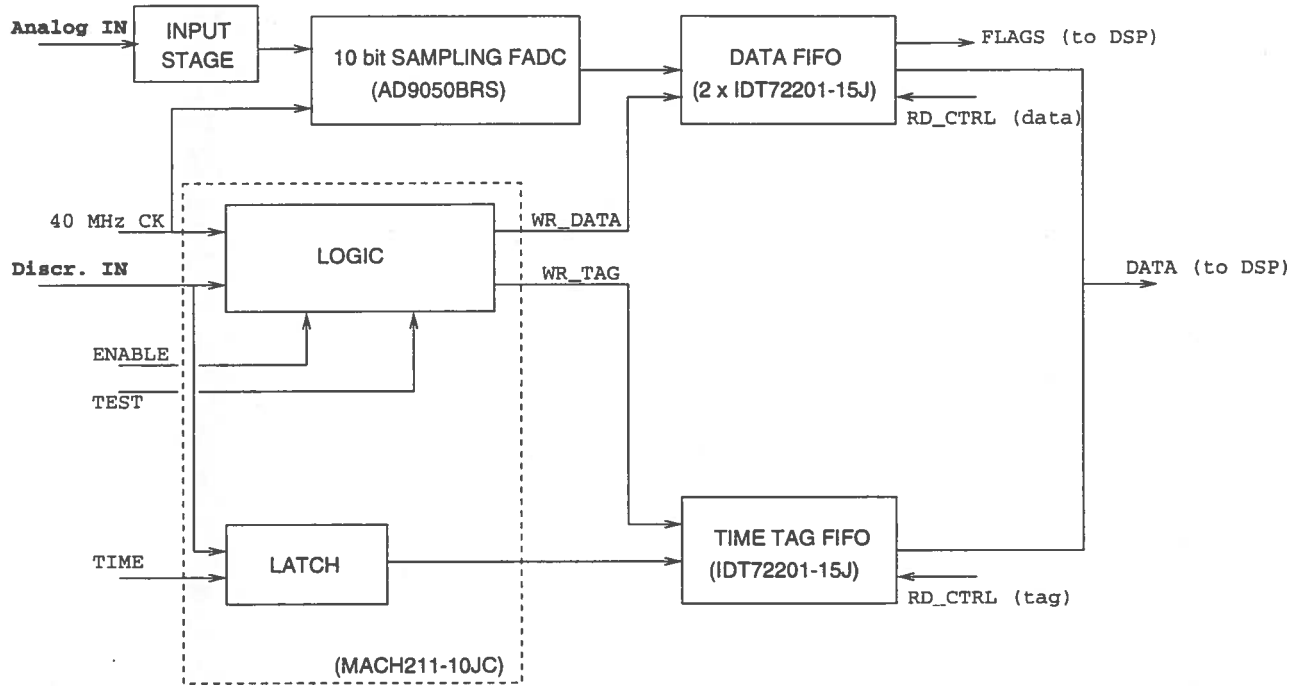 Analog IN
INPUT
STAGE
10 bit SAMPLING FADC
(AD9050BRS)
DATA FIFO
(2 x IDT72201-15J)
FLAGS (to DSP)
RD_CTRL (data)
40 MHz CK
LOGIC
WR_DATA
Discr. IN
WR_TAG
DATA (to DSP)
ENABLE
TEST
TIME
LATCH
TIME TAG FIFO
(IDT72201-15J)
RD_CTRL (tag)
(MACH211-10JC)